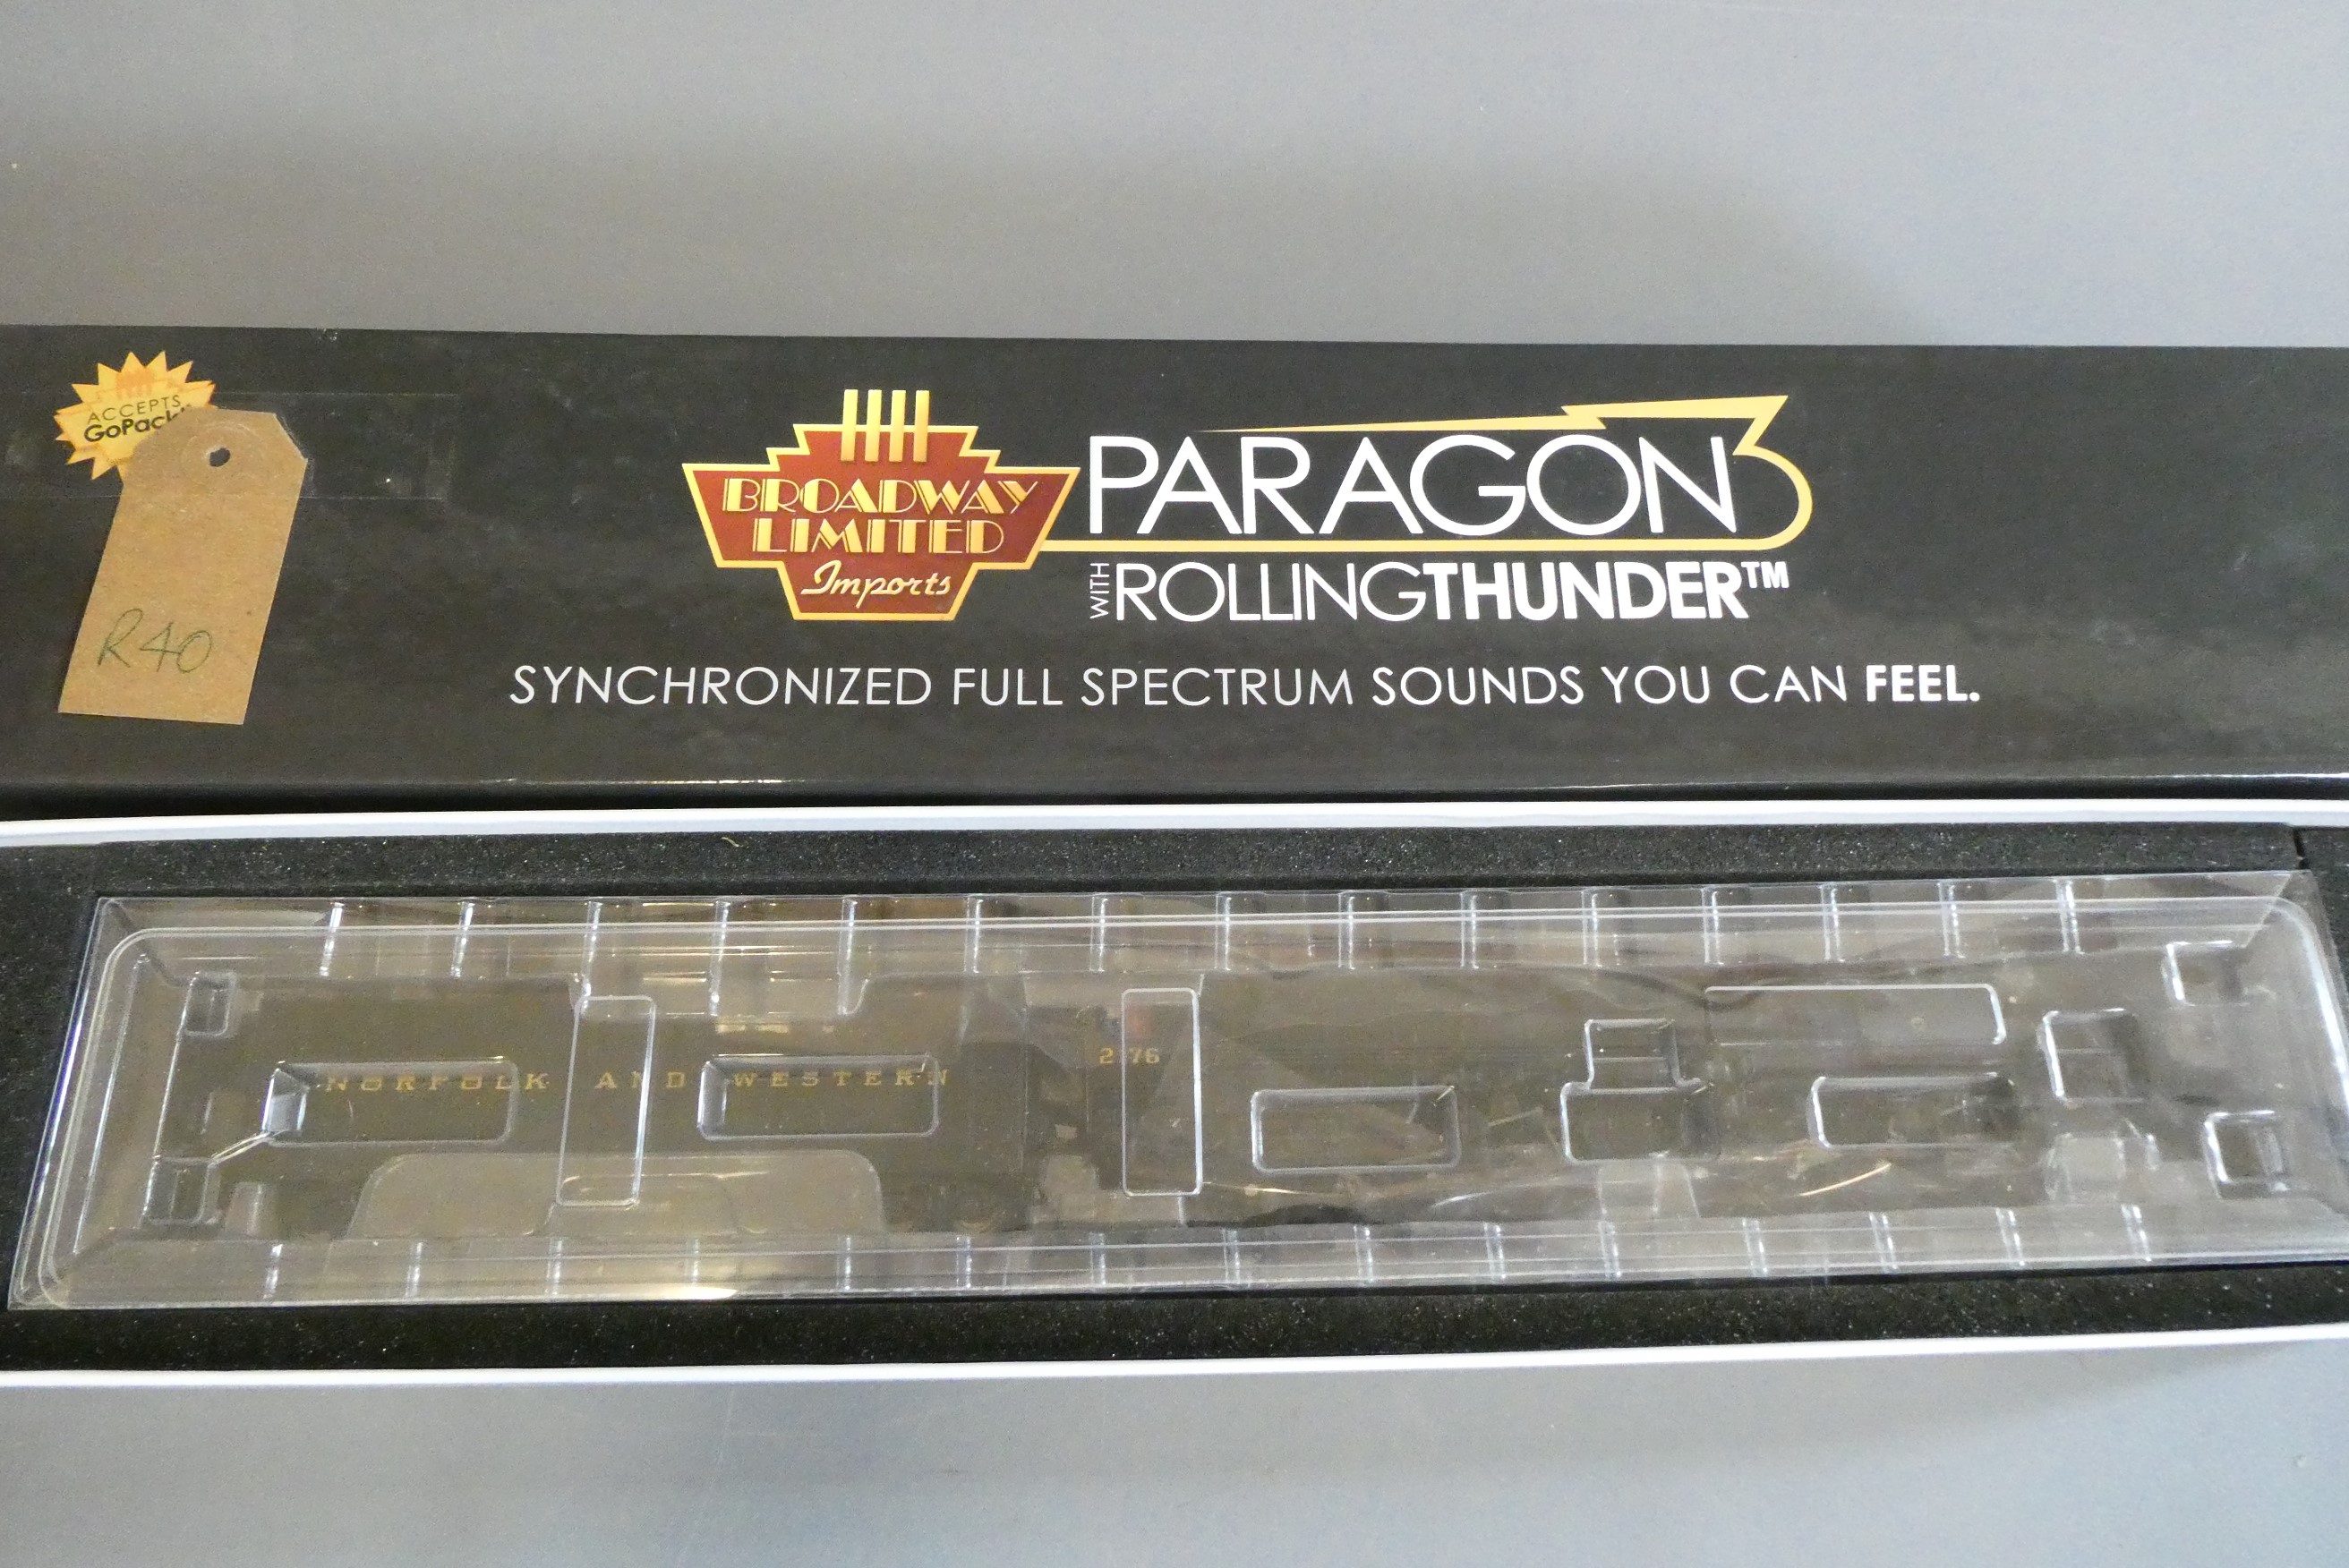 ACCEPTS
GoPack
R40
BROADWAY
LIMITED
Imports
PARAGON3
WITH ROLLINGTHUNDER™
SYNCHRONIZED FULL SPECTRUM SOUNDS YOU CAN FEEL.
NORFOLK AND WESTERN